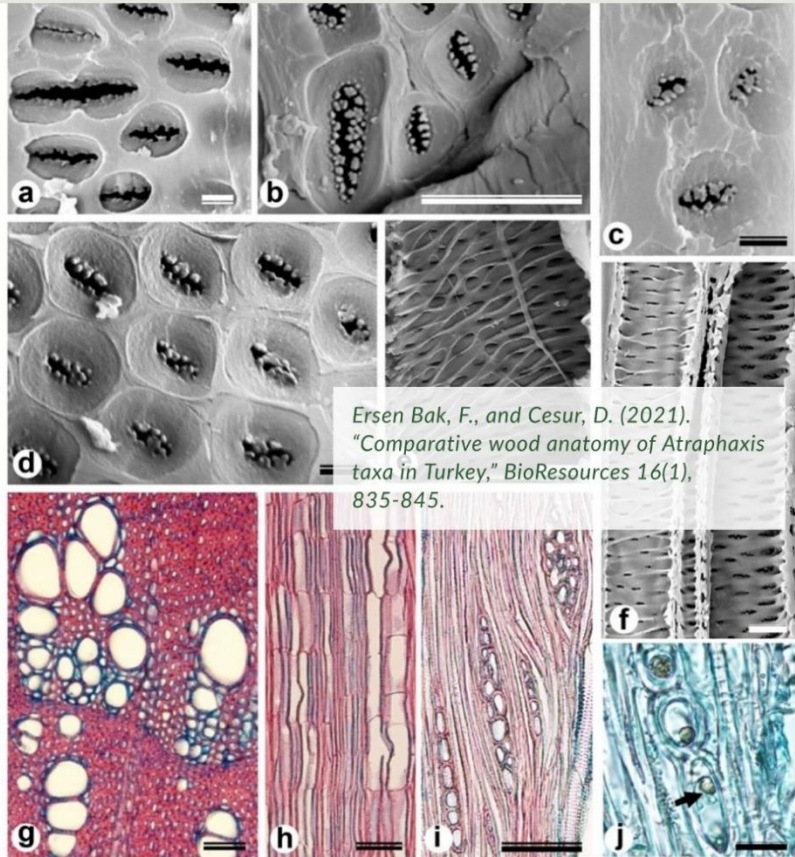 a
b
c
d
Ersen Bak, F., and Cesur, D. (2021).
“Comparative wood anatomy of Atraphaxis
taxa in Turkey,” BioResources 16(1),
835-845.
f
g
h
i
j